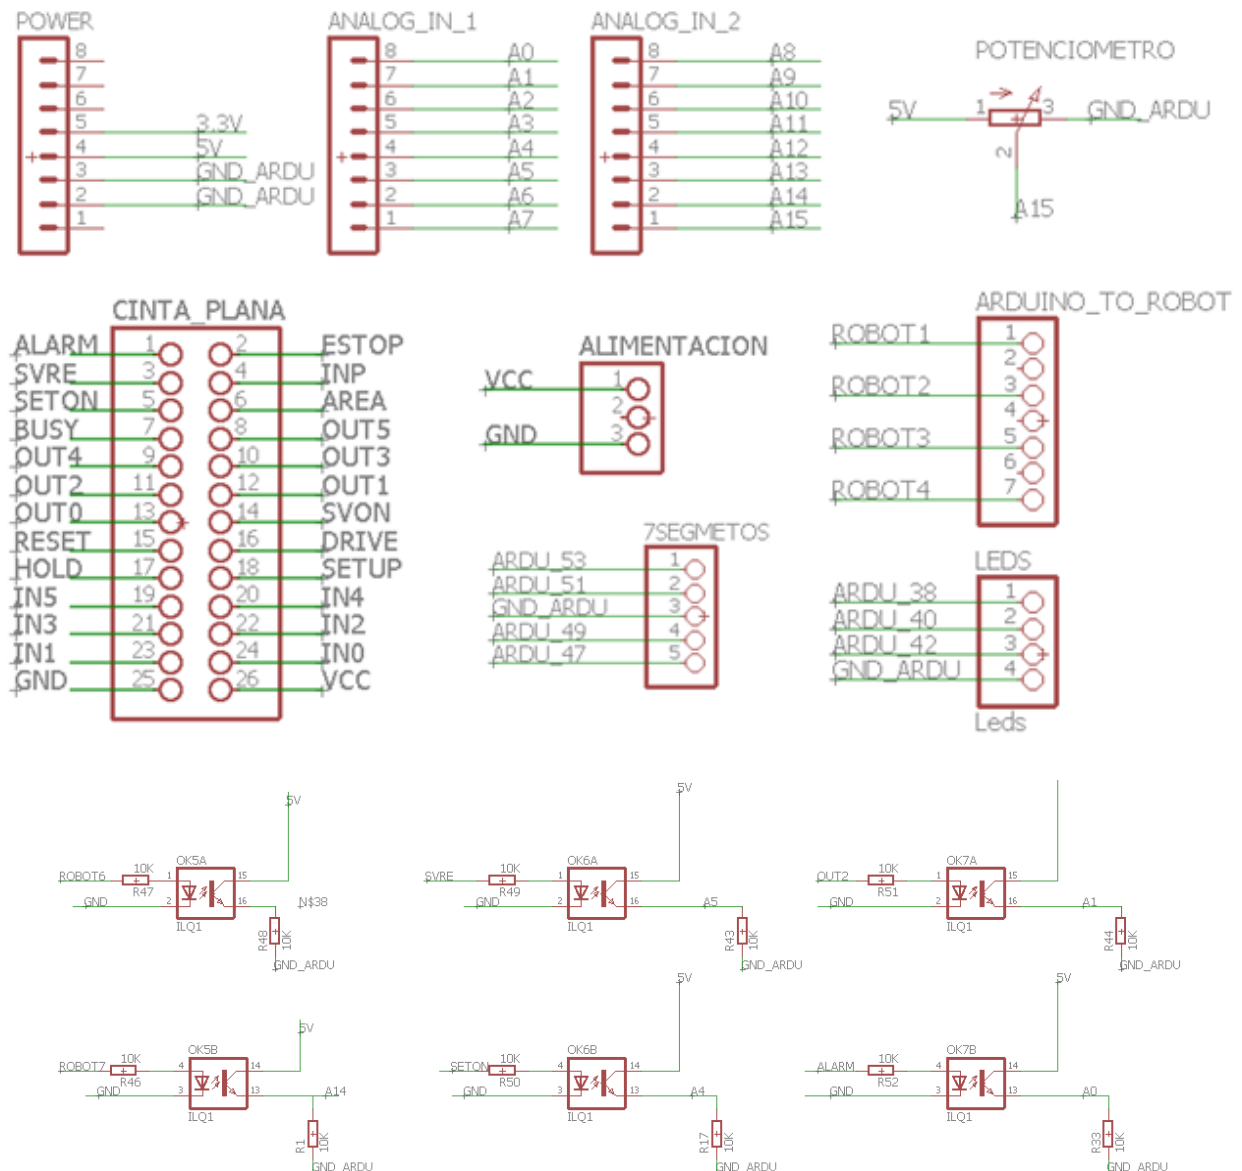 POWER
8
7
6
5 3.3V
4 5V
3 GND_ARDU
2 GND_ARDU
1
ANALOG_IN_1
8 A0
7 A1
6 A2
5 A3
4 A4
3 A5
2 A6
1 A7
ANALOG_IN_2
8 A8
7 A9
6 A10
5 A11
4 A12
3 A13
2 A14
1 A15
POTENCIOMETRO
5V 1 3 GND_ARDU
2
A15
CINTA_PLANA
ALARM 1 2 ESTOP
SVRE 3 4 INP
SETON 5 6 AREA
BUSY 7 8 OUT5
OUT4 9 10 OUT3
OUT2 11 12 OUT1
OUT0 13 14 SVON
RESET 15 16 DRIVE
HOLD 17 18 SETUP
IN5 19 20 IN4
IN3 21 22 IN2
IN1 23 24 IN0
GND 25 26 VCC
ALIMENTACION
VCC 1
2
GND 3
ARDUINO_TO_ROBOT
ROBOT1 1
2
ROBOT2 3
4
ROBOT3 5
6
ROBOT4 7
7SEGMETOS
ARDU_53 1
ARDU_51 2
GND_ARDU 3
ARDU_49 4
ARDU_47 5
LEDS
ARDU_38 1
ARDU_40 2
ARDU_42 3
GND_ARDU 4
Leds
5V
OK5A
ROBOT6 10K 1 15
R47
GND 2 16 N$38
ILQ1
R48 10K
GND_ARDU
5V
OK6A
SVRE 10K 1 15
R49
GND 2 16 A5
ILQ1
R43 10K
GND_ARDU
OK7A
OUT2 10K 1 15
R51
GND 2 16 A1
ILQ1
R44 10K
GND_ARDU
5V
OK5B
ROBOT7 10K 4 14
R46
GND 3 13 A14
ILQ1
R1 10K
GND_ARDU
5V
OK6B
SETON 10K 4 14
R50
GND 3 13 A4
ILQ1
R17 10K
GND_ARDU
5V
OK7B
ALARM 10K 4 14
R52
GND 3 13 A0
ILQ1
R33 10K
GND_ARDU